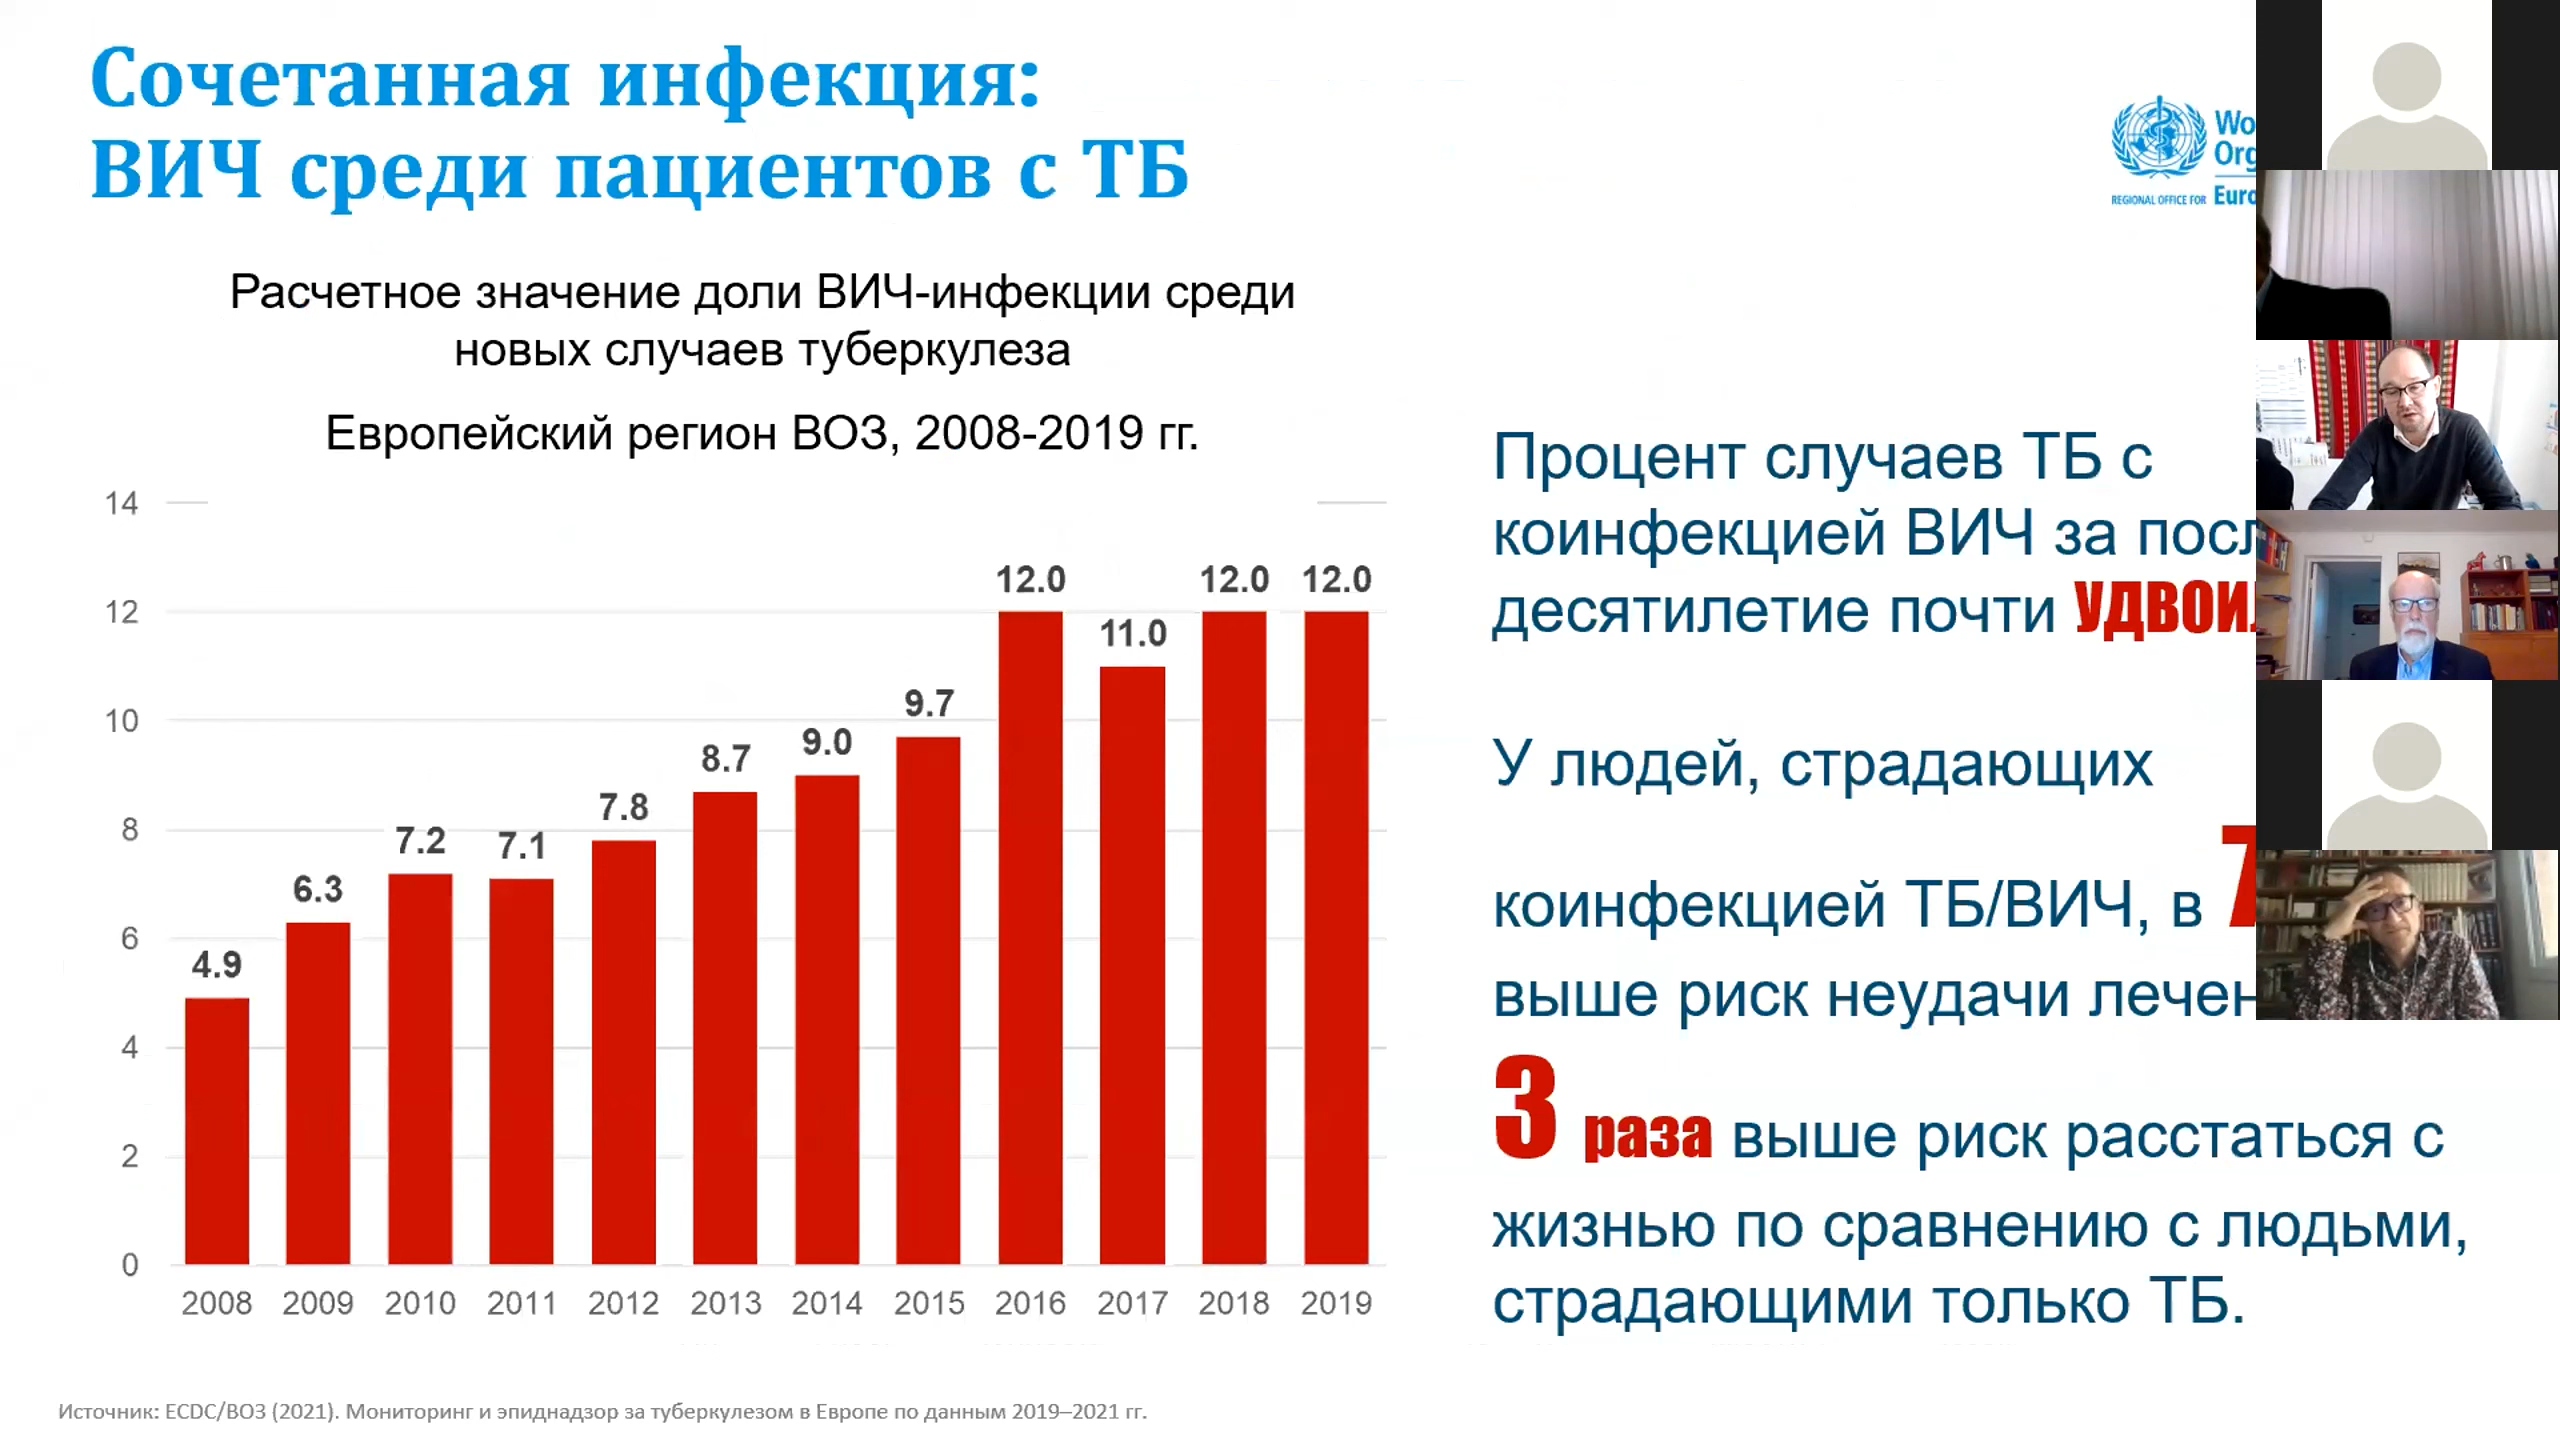 Сочетанная инфекция:
ВИЧ среди пациентов с ТБ
REGIONAL OFFICE FOR
Расчетное значение доли ВИЧ-инфекции среди
новых случаев туберкулеза
Европейский регион ВОЗ, 2008-2019 гг.
14
12
10
8
6
4
2
0
4.9
6.3
7.2
7.1
7.8
8.7
9.0
9.7
12.0
11.0
12.0
12.0
2008 2009 2010 2011 2012 2013 2014 2015 2016 2017 2018 2019
Процент случаев ТБ с
коинфекцией ВИЧ за
десятилетие почти
У людей, страдающих
коинфекцией ТБ/ВИЧ, в 7
выше риск неудачи
3 раза выше риск расстаться с
жизнью по сравнению с людьми,
страдающими только ТБ.
Источник: ECDC/ВОЗ (2021). Мониторинг и эпиднадзор за туберкулезом в Европе по данным 2019–2021 гг.